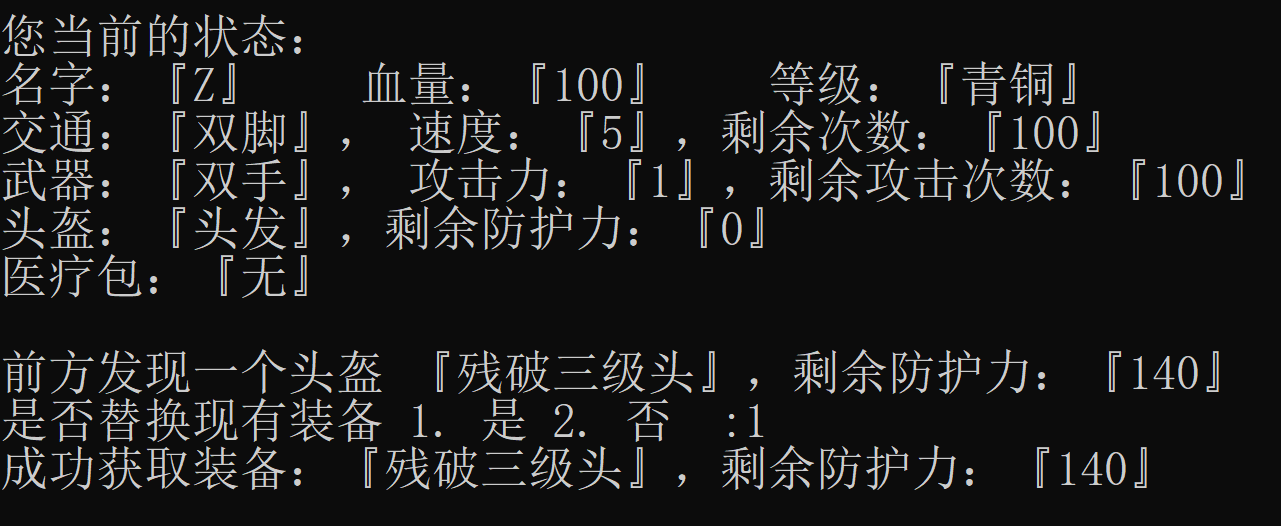 您当前的状态：
名字：『Z』　　血量：『100』　　等级：『青铜』
交通：『双脚』， 速度：『5』，剩余次数：『100』
武器：『双手』， 攻击力：『1』，剩余攻击次数：『100』
头盔：『头发』，剩余防护力：『0』
医疗包：『无』
前方发现一个头盔 『残破三级头』，剩余防护力：『140』
是否替换现有装备 1. 是 2. 否  :1
成功获取装备：『残破三级头』，剩余防护力：『140』